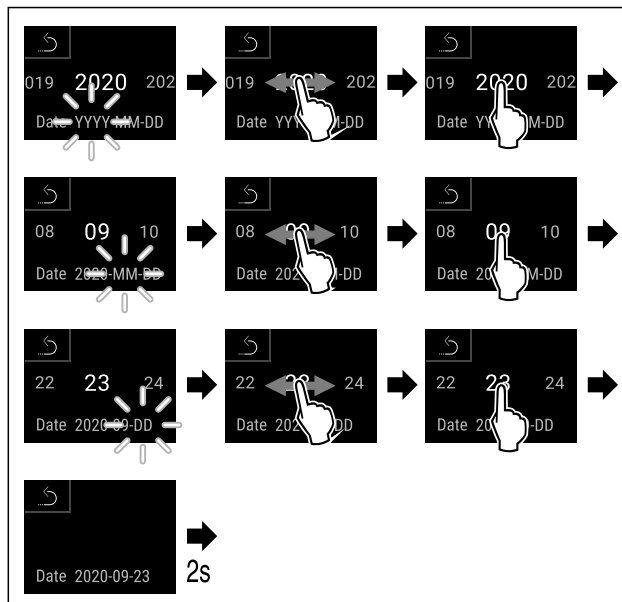 019 2020 202
Date YYYY-MM-DD
019 202
Date YYY -DD
019 2020 202
Date YY M-DD
08 09 10
Date 2020-MM-DD
08 10
Date 202 -DD
08 09 10
Date 20 M-DD
22 23 24
Date 2020-09-DD
22 24
Date 202 DD
22 23 24
Date 20 -DD
Date 2020-09-23
2s